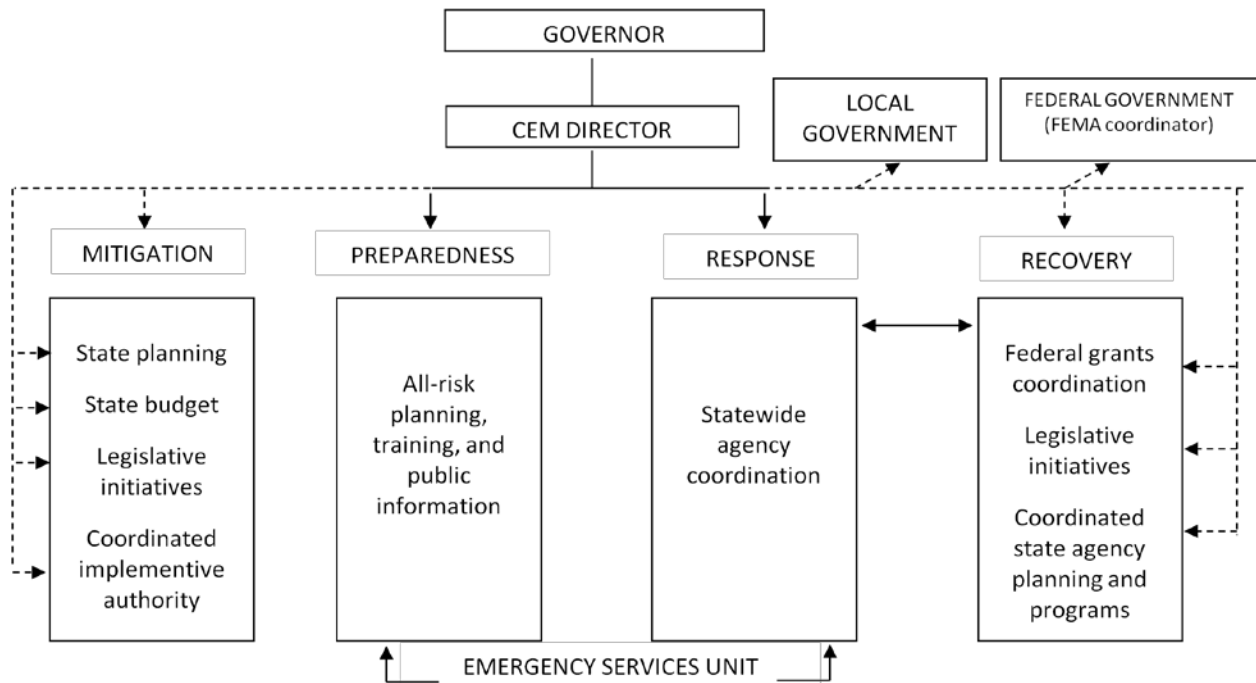 GOVERNOR
CEM DIRECTOR
LOCAL
GOVERNMENT
FEDERAL GOVERNMENT
(FEMA coordinator)
MITIGATION
PREPAREDNESS
RESPONSE
RECOVERY
State planning
State budget
Legislative
initiatives
Coordinated
implementive
authority
All-risk
planning,
training, and
public
information
Statewide
agency
coordination
Federal grants
coordination
Legislative
initiatives
Coordinated
state agency
planning and
programs
EMERGENCY SERVICES UNIT